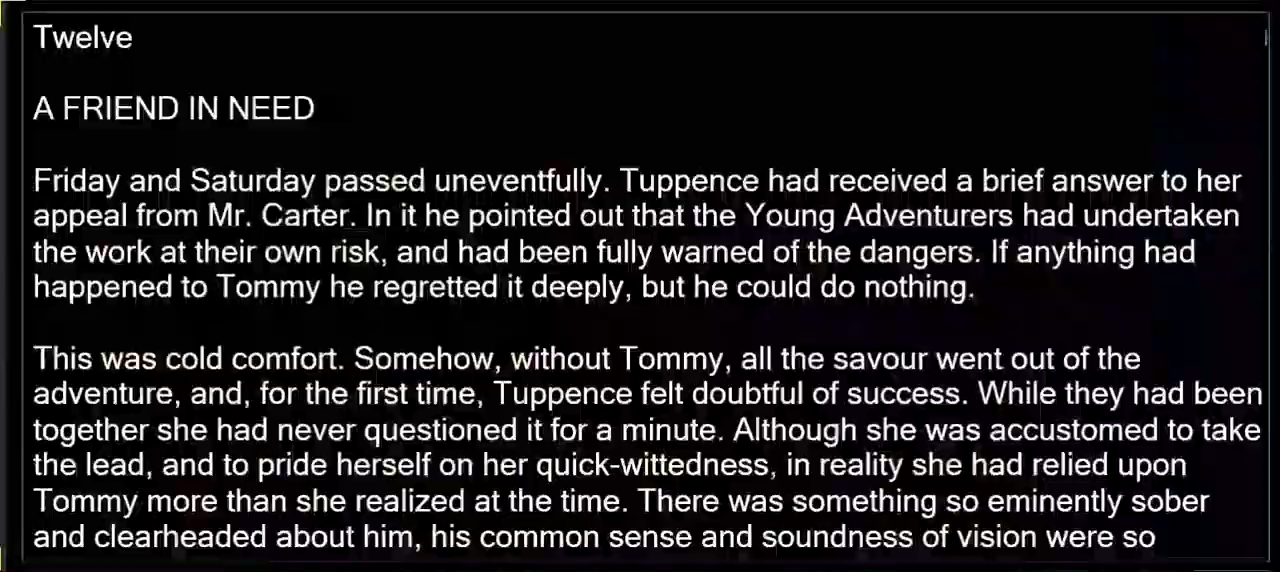 Twelve
A FRIEND IN NEED
Friday and Saturday passed uneventfully. Tuppence had received a brief answer to her
appeal from Mr. Carter. In it he pointed out that the Young Adventurers had undertaken
the work at their own risk, and had been fully warned of the dangers. If anything had
happened to Tommy he regretted it deeply, but he could do nothing.
This was cold comfort. Somehow, without Tommy, all the savour went out of the
adventure, and, for the first time, Tuppence felt doubtful of success. While they had been
together she had never questioned it for a minute. Although she was accustomed to take
the lead, and to pride herself on her quick-wittedness, in reality she had relied upon
Tommy more than she realized at the time. There was something so eminently sober
and clearheaded about him, his common sense and soundness of vision were so